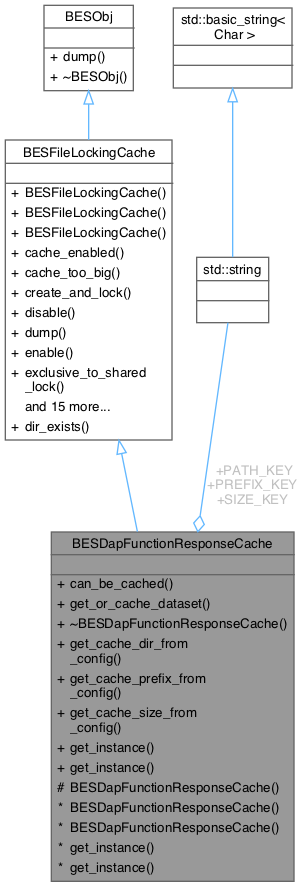 BESObj
+ dump()
+ ~BESObj()
std::basic_string<
Char >
BESFileLockingCache
+ BESFileLockingCache()
+ BESFileLockingCache()
+ BESFileLockingCache()
+ cache_enabled()
+ cache_too_big()
+ create_and_lock()
+ disable()
+ dump()
+ enable()
+ exclusive_to_shared
_lock()
and 15 more...
+ dir_exists()
std::string
+PATH_KEY
+PREFIX_KEY
+SIZE_KEY
BESDapFunctionResponseCache
+ can_be_cached()
+ get_or_cache_dataset()
+ ~BESDapFunctionResponseCache()
+ get_cache_dir_from
_config()
+ get_cache_prefix_from
_config()
+ get_cache_size_from
_config()
+ get_instance()
+ get_instance()
# BESDapFunctionResponseCache()
* BESDapFunctionResponseCache()
* BESDapFunctionResponseCache()
* get_instance()
* get_instance()